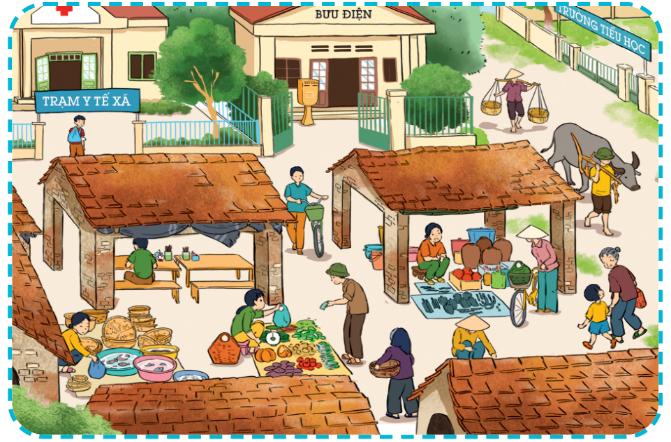 BƯU ĐIỆN
TRƯỜNG TIỂU HỌC
TRẠM Y TẾ XÃ